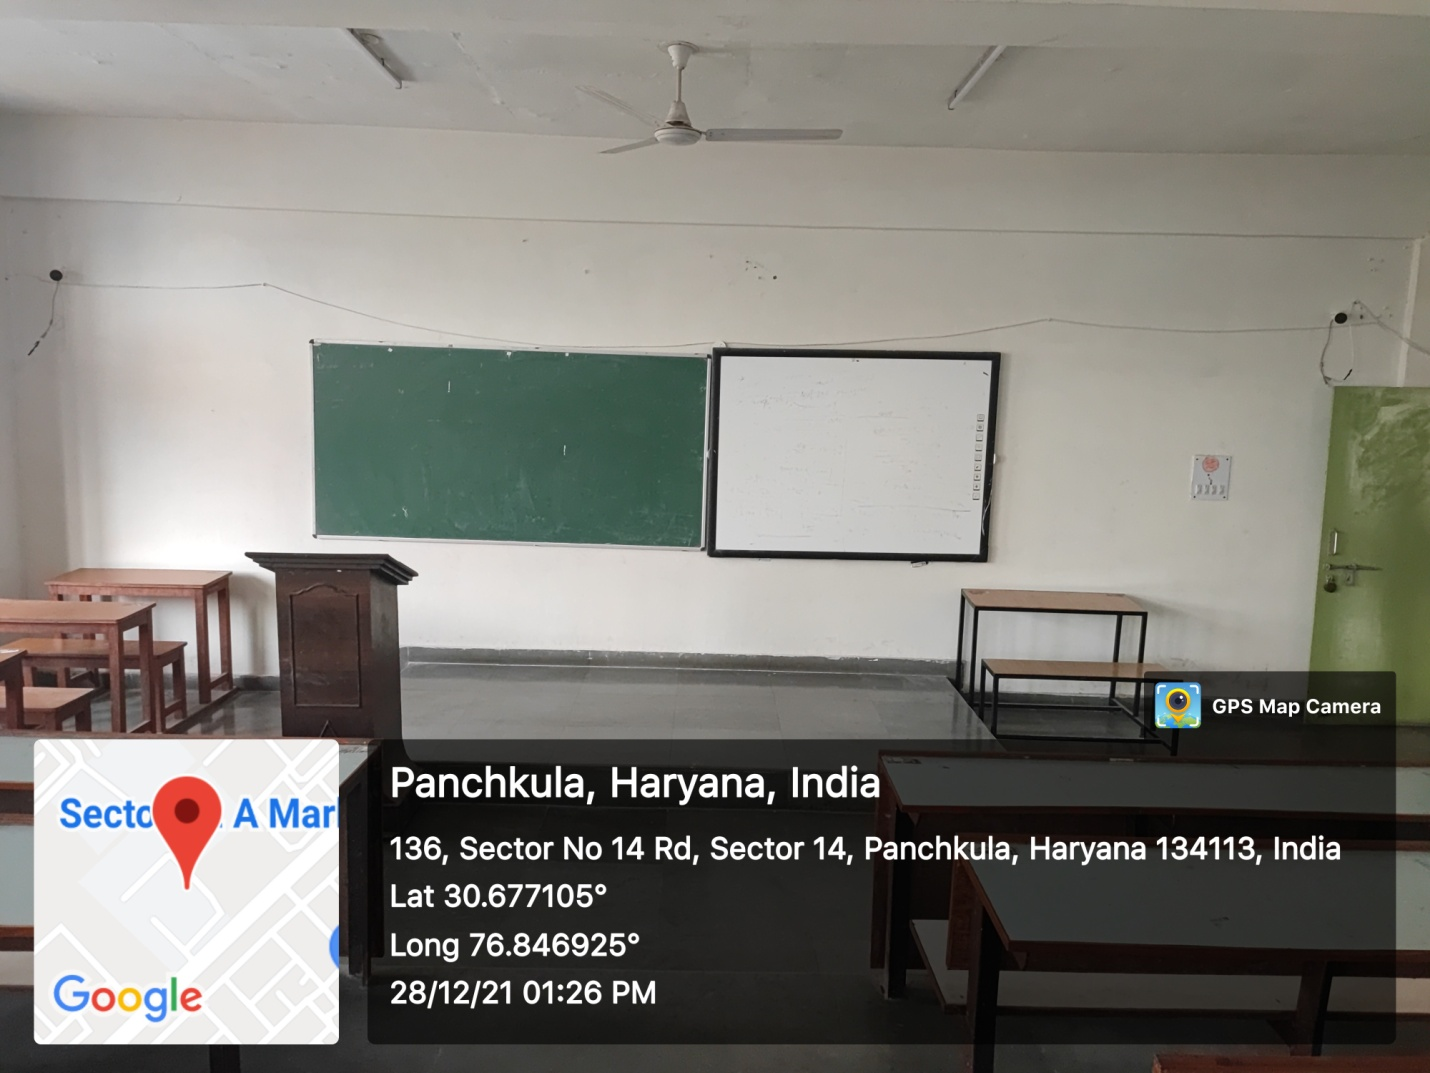 GPS Map Camera
Panchkula, Haryana, India
136, Sector No 14 Rd, Sector 14, Panchkula, Haryana 134113, India
Lat 30.677105°
Long 76.846925°
28/12/21 01:26 PM
A Mar
Google